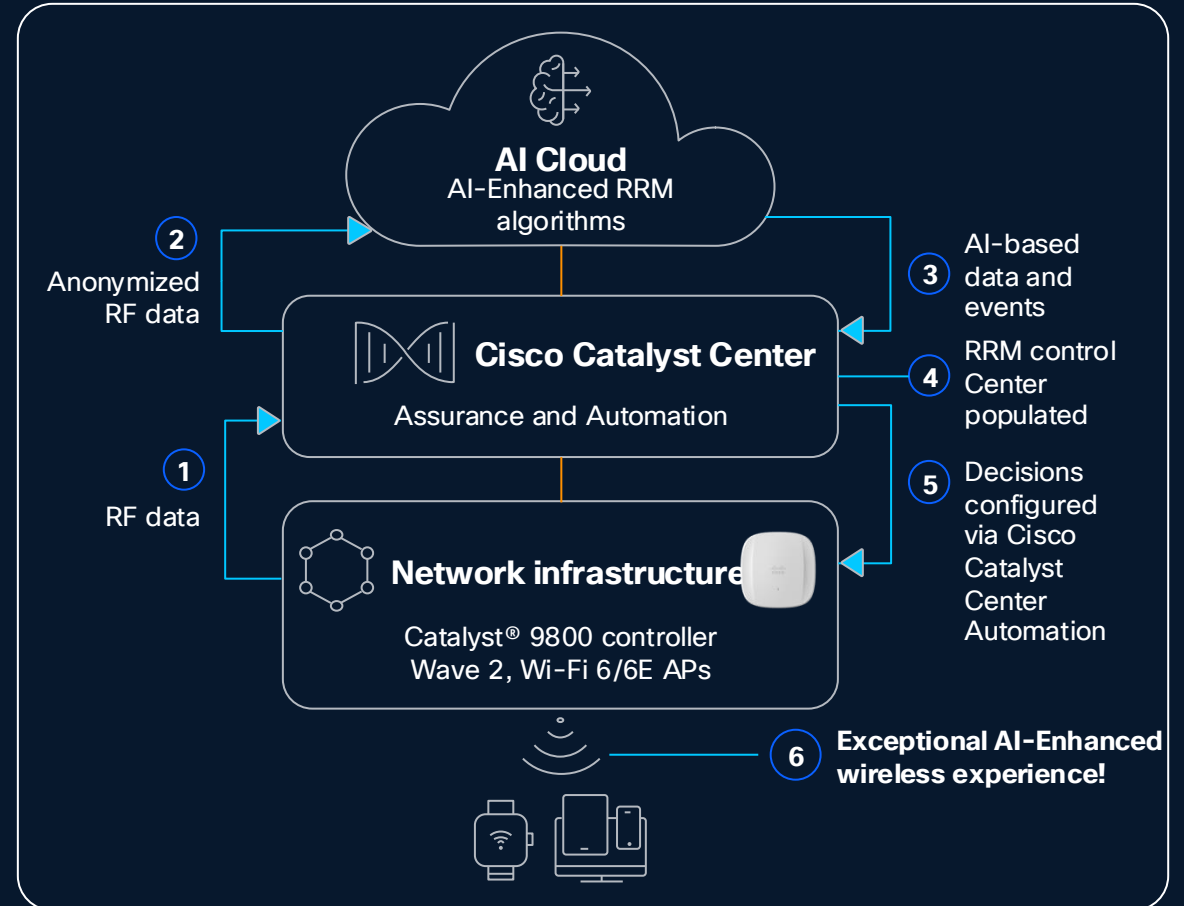 AI Cloud
AI-Enhanced RRM
algorithms
2
Anonymized
RF data
3
AI-based
data and
events
Cisco Catalyst Center
Assurance and Automation
4
RRM control
Center
populated
1
RF data
5
Decisions
configured
via Cisco
Catalyst
Center
Automation
Network infrastructure
Catalyst® 9800 controller
Wave 2, Wi-Fi 6/6E APs
6
Exceptional AI-Enhanced
wireless experience!